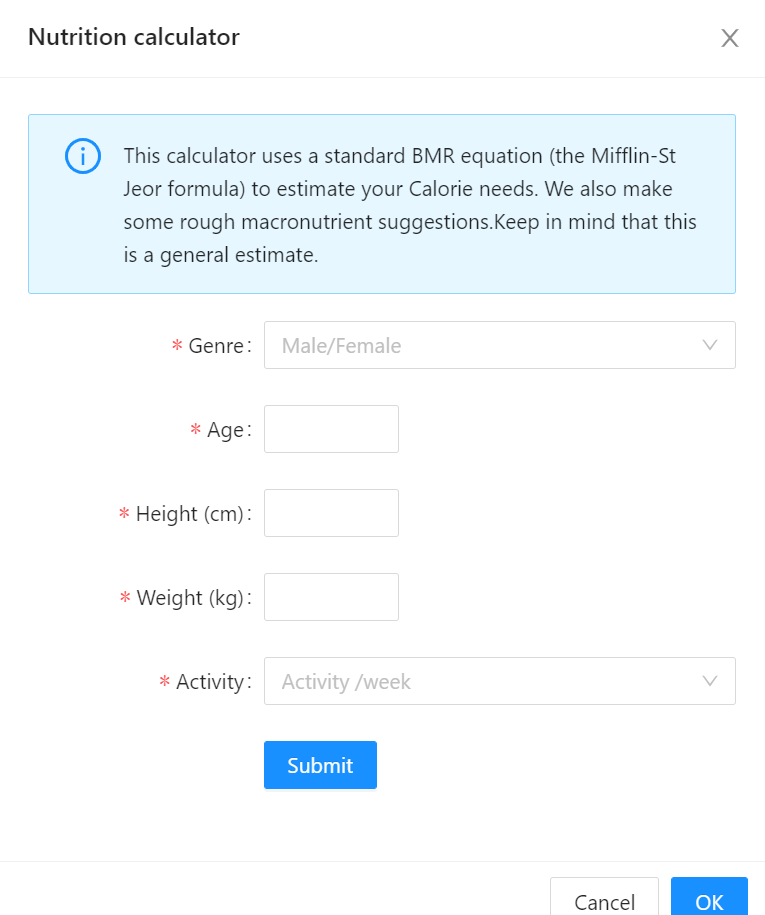 Nutrition calculator
This calculator uses a standard BMR equation (the Mifflin-St
Jeor formula) to estimate your Calorie needs. We also make
some rough macronutrient suggestions.Keep in mind that this
is a general estimate.
* Genre: Male/Female
* Age:
* Height (cm):
* Weight (kg):
* Activity: Activity /week
Submit
Cancel OK